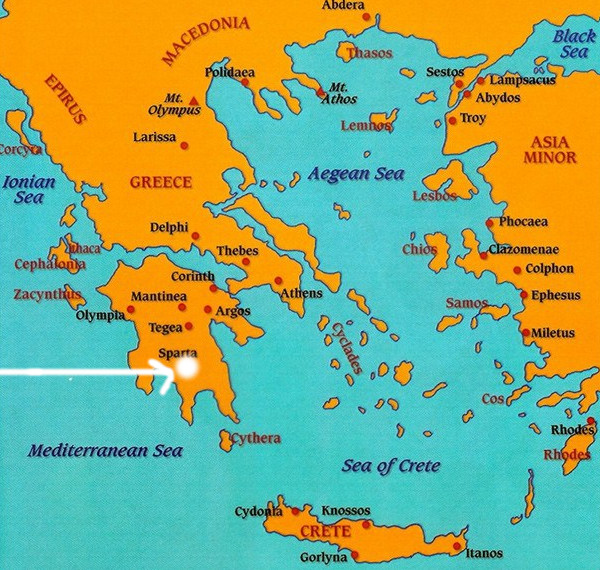 Abdera
MACEDONIA
Black
Sea
Thasos
Polidaea
Sestos
Lampsacus
EPIRUS
Mt.
Olympus
Mt.
Athos
Abydos
Troy
Lemnos
Larissa
Corcyra
ASIA
MINOR
Ionian
Sea
GREECE
Aegean Sea
Lesbos
Delphi
Phocaea
Ithaca
Thebes
Chios
Clazomenae
Cephalonia
Colphon
Corinth
Zacynthus
Mantinea
Athens
Ephesus
Olympia
Argos
Samos
Tegea
Miletus
Cyclades
Sparta
Cos
Rhodes
Cythera
Mediterranean Sea
Rhodes
Sea of Crete
Cydonia
Knossos
CRETE
Gorlyna
Itanos